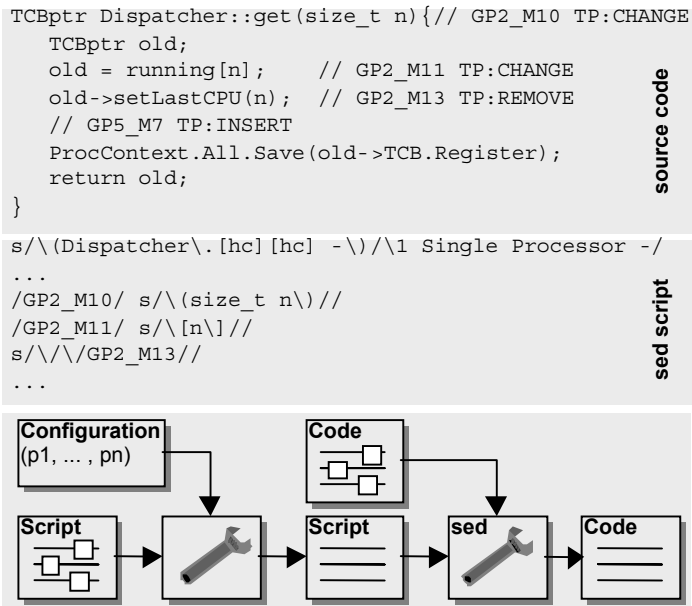 TCBptr Dispatcher::get(size_t n){// GP2_M10 TP:CHANGE
   TCBptr old;
   old = running[n];    // GP2_M11 TP:CHANGE
   old->setLastCPU(n);  // GP2_M13 TP:REMOVE
   // GP5_M7 TP:INSERT
   ProcContext.All.Save(old->TCB.Register);
   return old;
}
source code
s/\(Dispatcher\.[hc][hc] -\)/\1 Single Processor -/
...
/GP2_M10/ s/\(size_t n\)//
/GP2_M11/ s/\[n\]//
s/\/\/GP2_M13//
...
sed script
Configuration
(p1, ... , pn)
Code
Script
Script
sed
Code